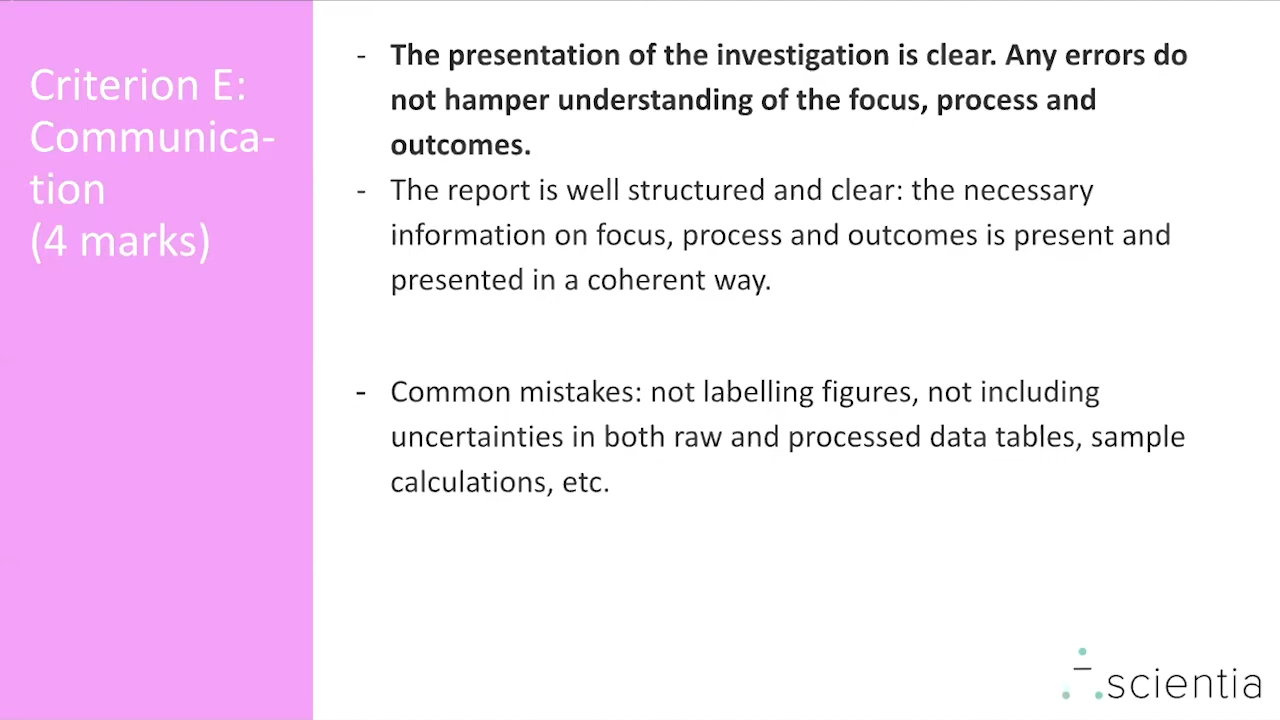 Criterion E:
Communica-
tion
(4 marks)
- The presentation of the investigation is clear. Any errors do
not hamper understanding of the focus, process and
outcomes.
- The report is well structured and clear: the necessary
information on focus, process and outcomes is present and
presented in a coherent way.
- Common mistakes: not labelling figures, not including
uncertainties in both raw and processed data tables, sample
calculations, etc.
scientia